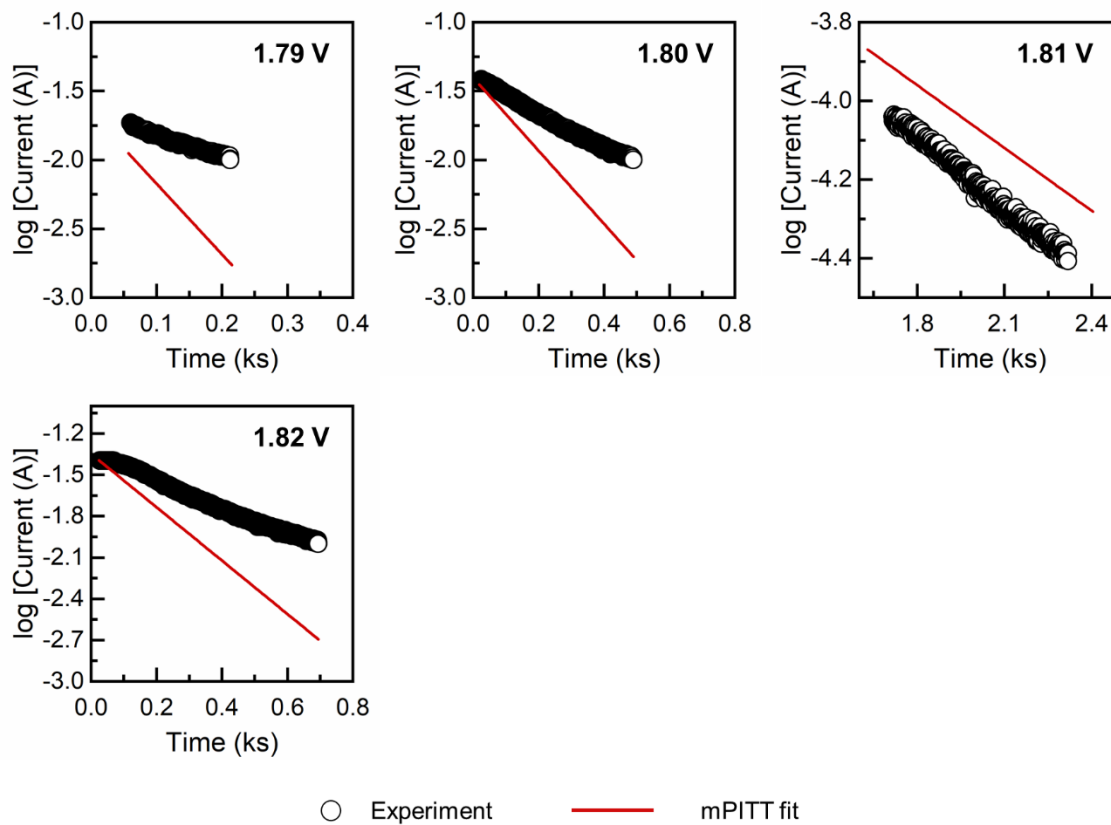 1.79 V
log [Current (A)]
-1.0
-1.5
-2.0
-2.5
-3.0
0.0 0.1 0.2 0.3 0.4
Time (ks)
1.80 V
log [Current (A)]
-1.0
-1.5
-2.0
-2.5
-3.0
0.0 0.2 0.4 0.6 0.8
Time (ks)
1.81 V
log [Current (A)]
-3.8
-4.0
-4.2
-4.4
1.8 2.1 2.4
Time (ks)
1.82 V
log [Current (A)]
-1.2
-1.5
-1.8
-2.1
-2.4
-2.7
-3.0
0.0 0.2 0.4 0.6 0.8
Time (ks)
Experiment mPITT fit